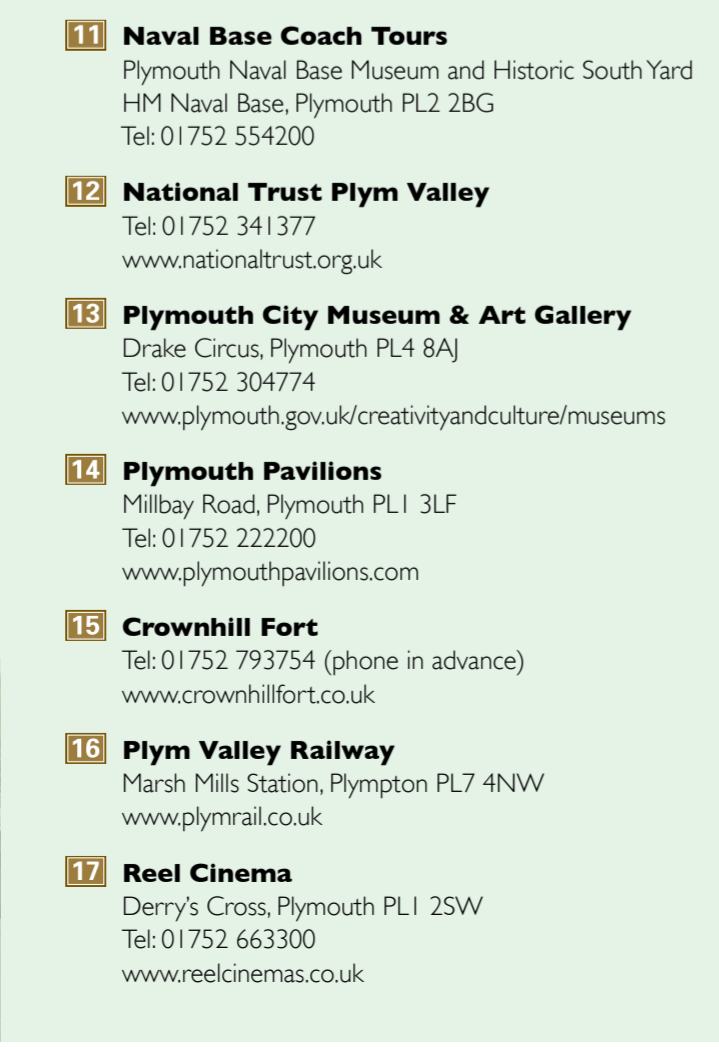 11 Naval Base Coach Tours
Plymouth Naval Base Museum and Historic South Yard
HM Naval Base, Plymouth PL2 2BG
Tel: 01752 554200
12 National Trust Plym Valley
Tel: 01752 341377
www.nationaltrust.org.uk
13 Plymouth City Museum & Art Gallery
Drake Circus, Plymouth PL4 8AJ
Tel: 01752 304774
www.plymouth.gov.uk/creativityandculture/museums
14 Plymouth Pavilions
Millbay Road, Plymouth PL1 3LF
Tel: 01752 222200
www.plymouthpavilions.com
15 Crownhill Fort
Tel: 01752 793754 (phone in advance)
www.crownhillfort.co.uk
16 Plym Valley Railway
Marsh Mills Station, Plympton PL7 4NW
www.plymrail.co.uk
17 Reel Cinema
Derry's Cross, Plymouth PL1 2SW
Tel: 01752 663300
www.reelcinemas.co.uk